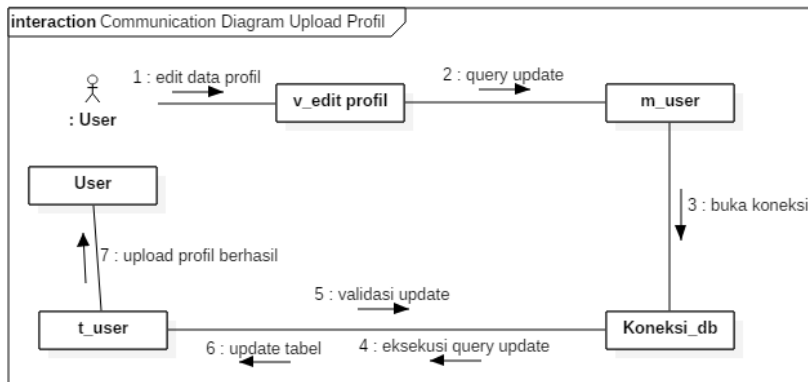 interaction Communication Diagram Upload Profil
1 : edit data profil
2 : query update
v_edit profil
m_user
: User
User
3 : buka koneksi
7 : upload profil berhasil
5 : validasi update
t_user
Koneksi_db
6 : update tabel
4 : eksekusi query update